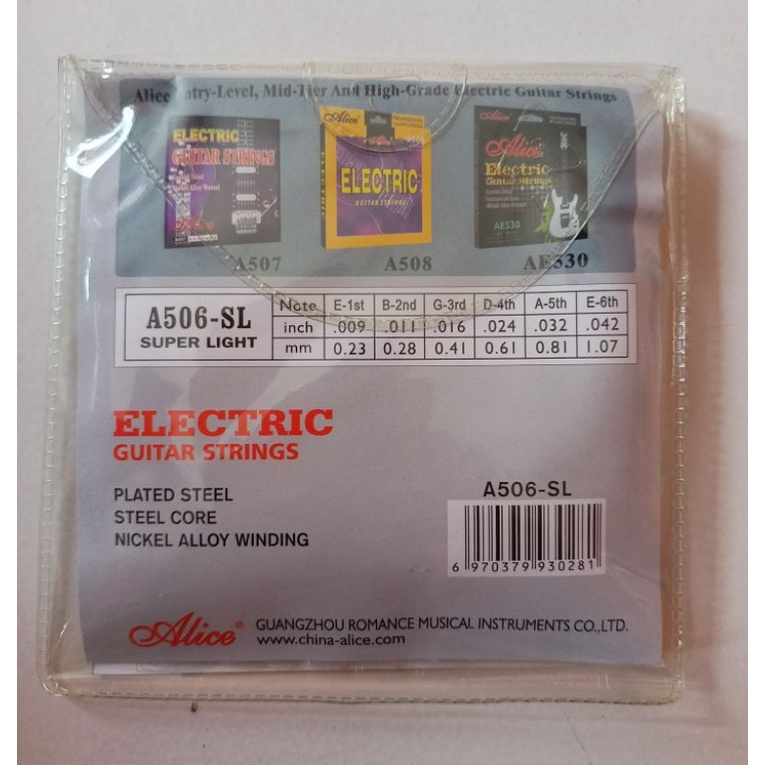 Alice Entry-Level, Mid-Tier And High-Grade Electric Guitar Strings
ELECTRIC
GUITAR STRINGS
Alice
A507
Alice
ELECTRIC
GUITAR STRINGS
A508
Alice
Alice
Electric
Guitar Strings
AE530
AE530
A506-SL
SUPER LIGHT
Note E-1st B-2nd G-3rd D-4th A-5th E-6th
inch .009 .011 .016 .024 .032 .042
mm 0.23 0.28 0.41 0.61 0.81 1.07
ELECTRIC
GUITAR STRINGS
PLATED STEEL
STEEL CORE
NICKEL ALLOY WINDING
A506-SL
6 970379 930281
Alice® GUANGZHOU ROMANCE MUSICAL INSTRUMENTS CO.,LTD.
www.china-alice.com